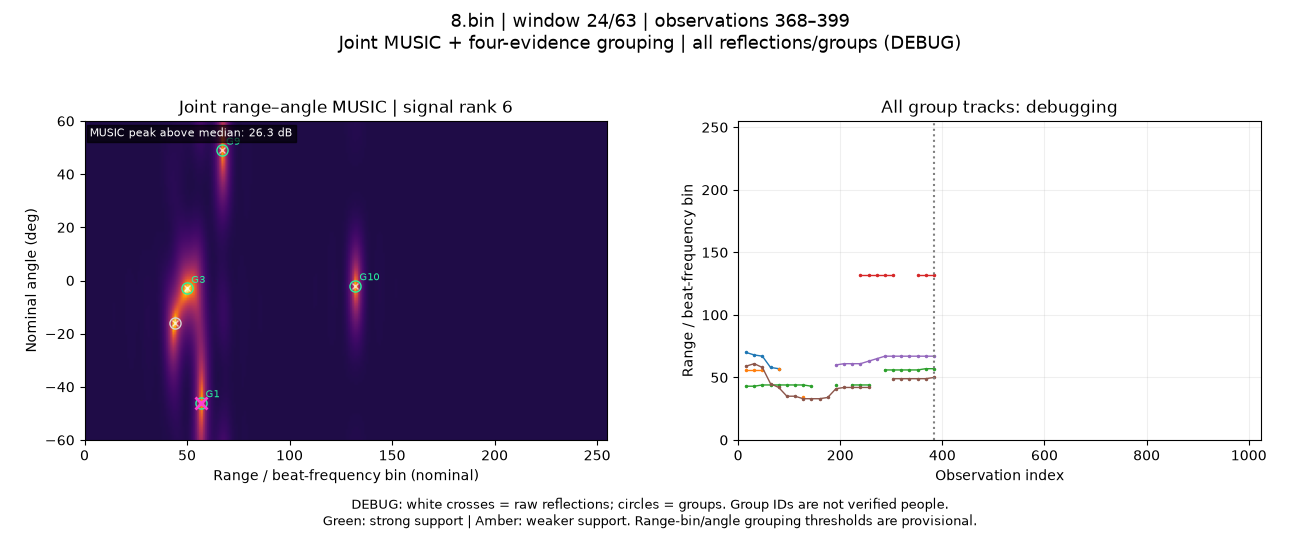 8.bin | window 24/63 | observations 368–399
Joint MUSIC + four-evidence grouping | all reflections/groups (DEBUG)
Joint range–angle MUSIC | signal rank 6
MUSIC peak above median: 26.3 dB
G9
G3
G10
G1
60
40
20
0
−20
−40
−60
Nominal angle (deg)
0
50
100
150
200
250
Range / beat-frequency bin (nominal)
All group tracks: debugging
250
200
150
100
50
0
Range / beat-frequency bin
0
200
400
600
800
1000
Observation index
DEBUG: white crosses = raw reflections; circles = groups. Group IDs are not verified people.
Green: strong support | Amber: weaker support. Range-bin/angle grouping thresholds are provisional.